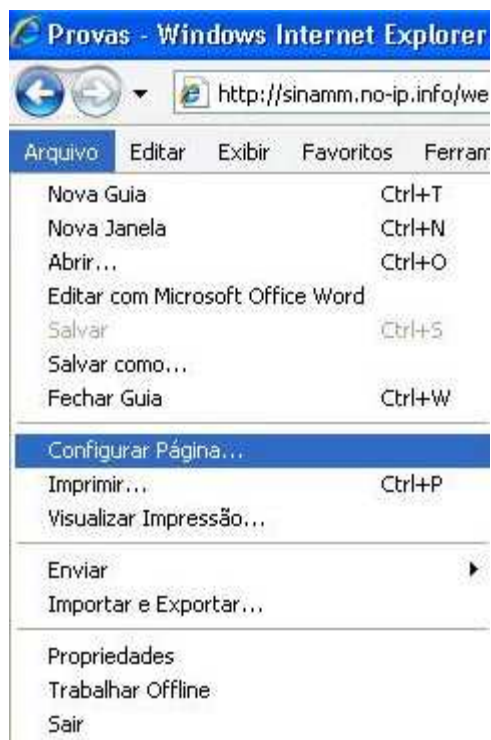 Provas - Windows Internet Explorer
http://sinamm.no-ip.info/we
Arquivo Editar Exibir Favoritos Ferram
Nova Guia Ctrl+T
Nova Janela Ctrl+N
Abrir... Ctrl+O
Editar com Microsoft Office Word
Salvar Ctrl+S
Salvar como...
Fechar Guia Ctrl+W
Configurar Página...
Imprimir... Ctrl+P
Visualizar Impressão...
Enviar
Importar e Exportar...
Propriedades
Trabalhar Offline
Sair